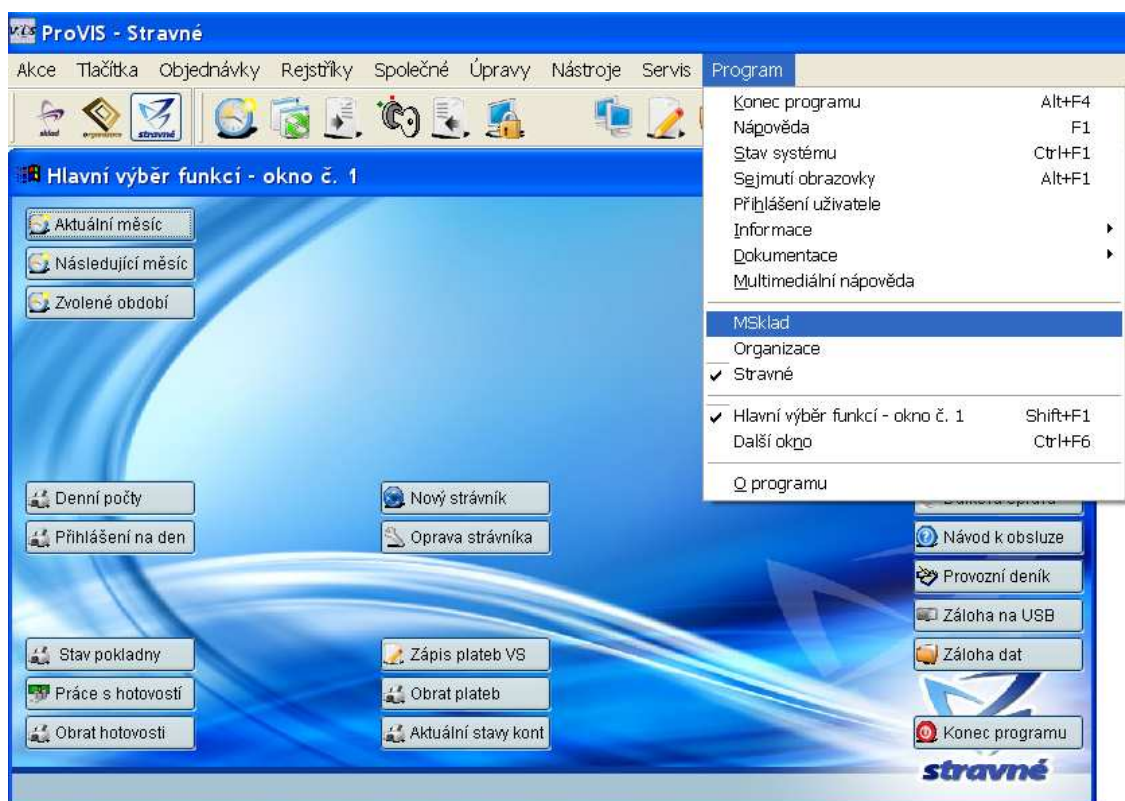 vis ProVIS - Stravné
Akce Tlačítka Objednávky Rejstříky Společné Úpravy Nástroje Servis Program
sklad organizace stravné
Konec programu Alt+F4
Nápověda F1
Stav systému Ctrl+F1
Sejmutí obrazovky Alt+F1
Přihlášení uživatele
Informace
Dokumentace
Multimediální nápověda
MSklad
Organizace
Stravné
Hlavní výběr funkcí - okno č. 1 Shift+F1
Další okno Ctrl+F6
O programu
Hlavní výběr funkcí - okno č. 1
Aktuální měsíc
Následující měsíc
Zvolené období
Denní počty Nový strávník
Přihlášení na den Oprava strávníka Návod k obsluze
Provozní deník
Záloha na USB
Stav pokladny Zápis plateb VS Záloha dat
Práce s hotovostí Obrat plateb
Obrat hotovosti Aktuální stavy kont Konec programu
stravné